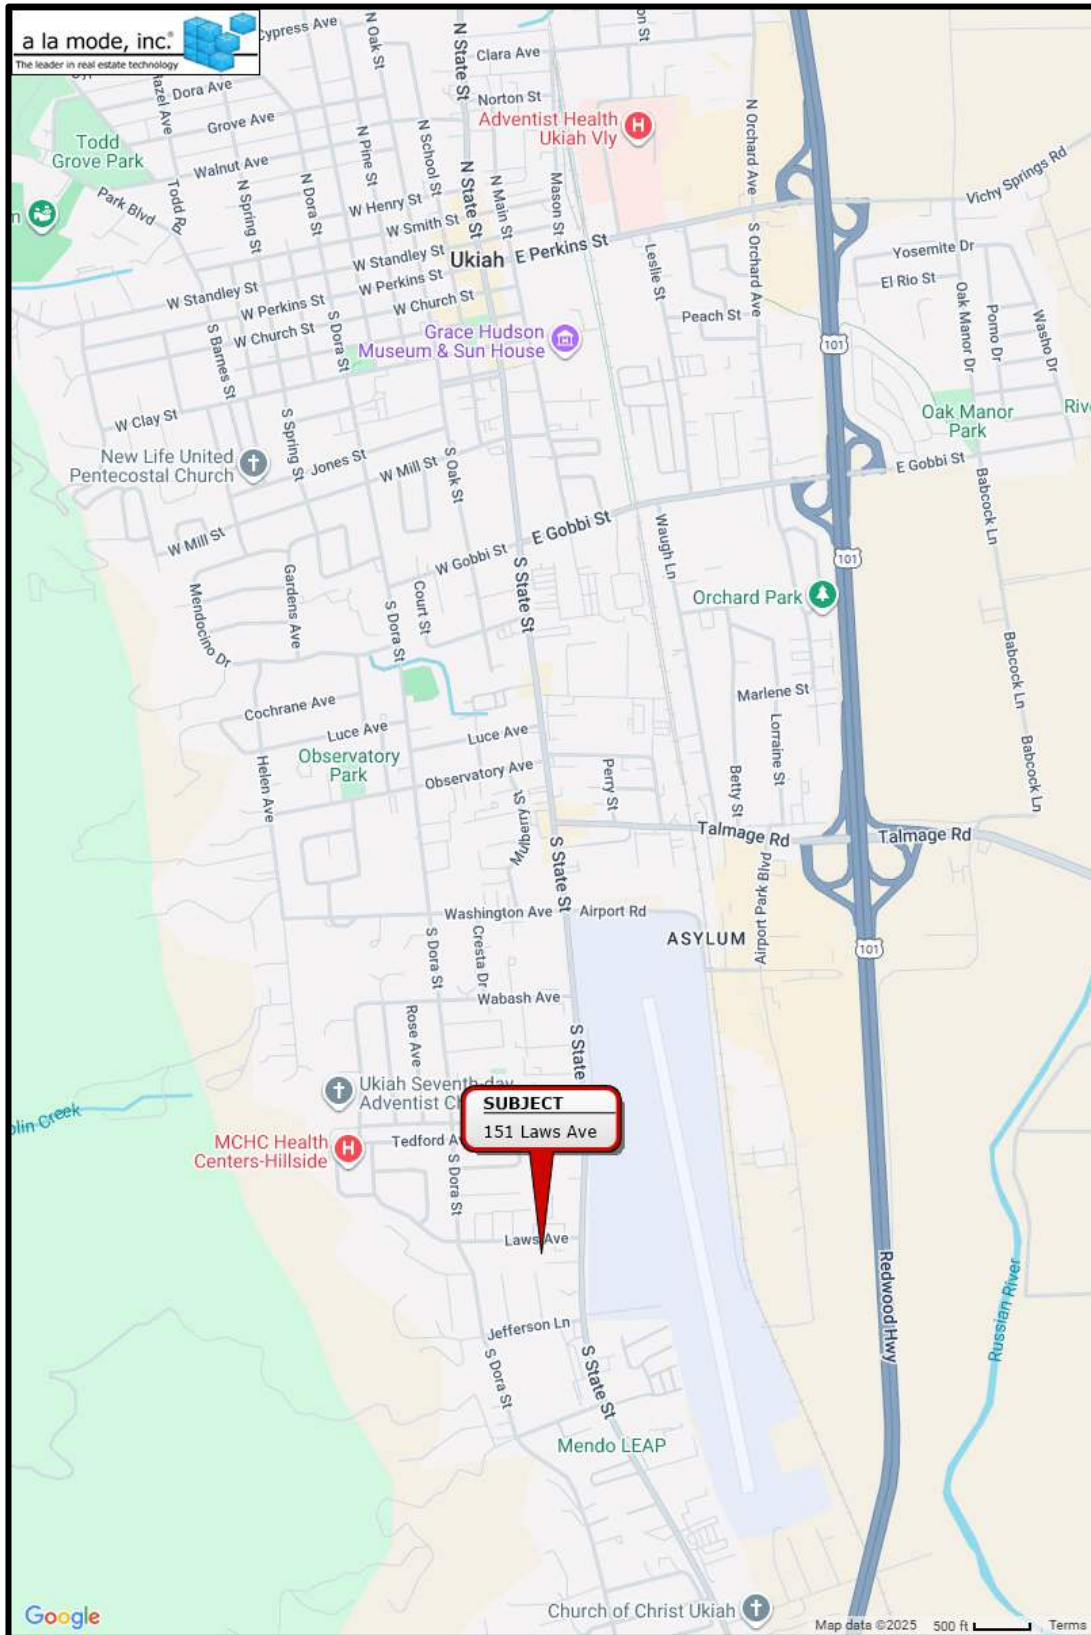 a la mode, inc.®
The leader in real estate technology
Cypress Ave
N Oak St
N State St
Clara Ave
Dora Ave
Norton St
Grove Ave
Adventist Health
Ukiah Vly
N Orchard Ave
Todd
Grove Park
N Pine St
N School St
Walnut Ave
Park Blvd
N Spring St
N Dora St
W Henry St
N State St
N Main St
Mason St
Vichy Springs Rd
W Smith St
W Standley St
Ukiah
E Perkins St
Leslie St
S Orchard Ave
Yosemite Dr
El Rio St
W Standley St
W Perkins St
W Perkins St
W Church St
W Church St
S Barnes St
S Dora St
Peach St
Oak Manor Dr
Pomo Dr
Washo Dr
Grace Hudson
Museum & Sun House
101
W Clay St
S Spring St
Oak Manor
Park
New Life United
Pentecostal Church
Jones St
W Mill St
S Oak St
E Gobbi St
Babcock Ln
W Mill St
W Gobbi St
E Gobbi St
S State St
Waugh Ln
101
Mendocino Dr
Gardens Ave
S Dora St
Court St
Orchard Park
Babcock Ln
Cochrane Ave
Luce Ave
Luce Ave
Marlene St
Lorraine St
Babcock Ln
Observatory
Park
Helen Ave
Observatory Ave
Mulberry St
Perry St
Betty St
Talmage Rd
Talmage Rd
S State St
Airport Park Blvd
Washington Ave
Airport Rd
S Dora St
Cresta Dr
ASYLUM
101
Wabash Ave
Rose Ave
S State
Ukiah Seventh-day
Adventist Ch
SUBJECT
151 Laws Ave
MCHC Health
Centers-Hillside
Tedford A
S Dora St
Laws Ave
Redwood Hwy
Russian River
Jefferson Ln
S Dora St
S State St
Mendo LEAP
Church of Christ Ukiah
Google
Map data ©2025
500 ft
Terms